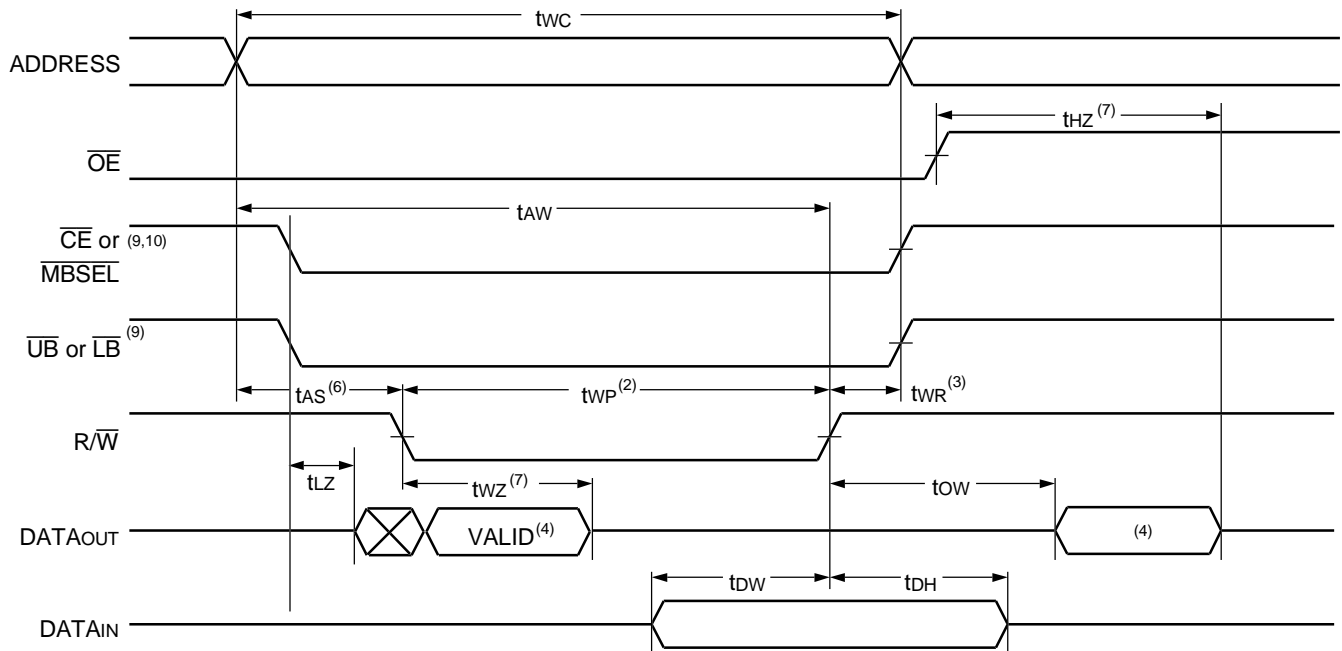 tWC
ADDRESS
tHZ (7)
OE
tAW
CE or (9,10)
MBSEL
UB or LB (9)
tAS (6)
tWP (2)
tWR (3)
R/W
tLZ
tWZ (7)
tOW
DATAOUT
VALID (4)
(4)
tDW
tDH
DATAIN